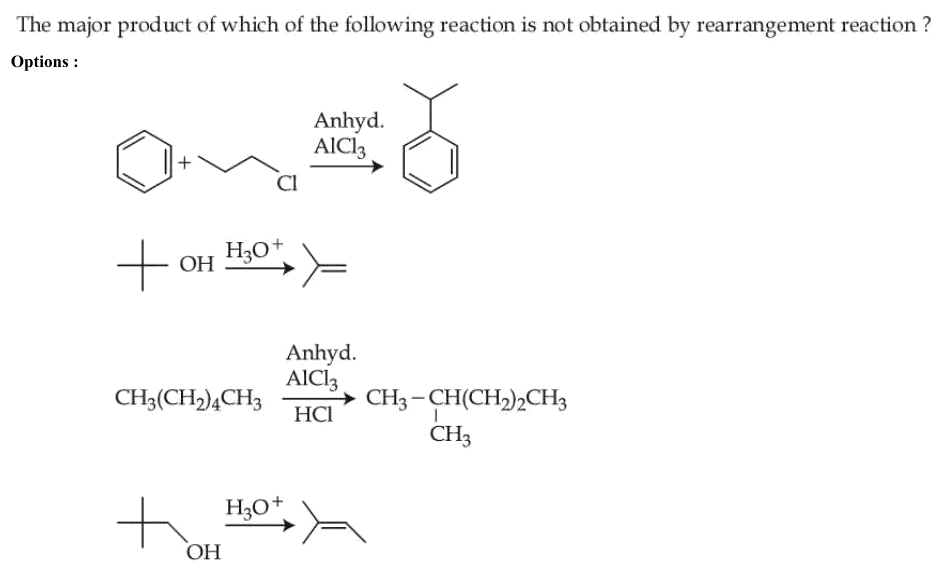 The major product of which of the following reaction is not obtained by rearrangement reaction ?
Options :
Anhyd.
AlCl₃
+
Cl
H₃O⁺
OH
Anhyd.
AlCl₃
CH₃(CH₂)₄CH₃ CH₃–CH(CH₂)₂CH₃
HCl
CH₃
H₃O⁺
OH